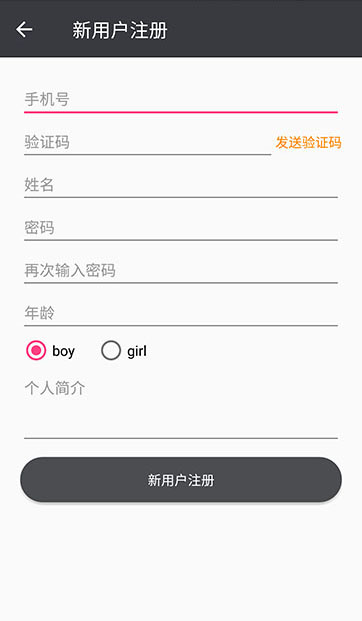 新用户注册
手机号
验证码 发送验证码
姓名
密码
再次输入密码
年龄
boy girl
个人简介
新用户注册